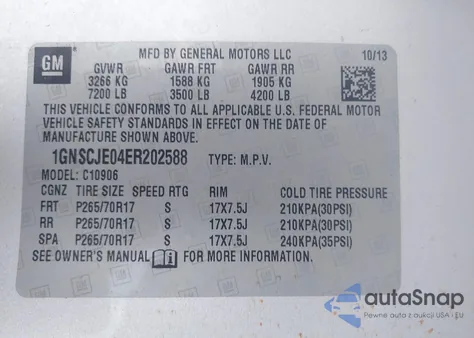 GM MFD BY GENERAL MOTORS LLC 10/13
GVWR GAWR FRT GAWR RR
3266 KG 1588 KG 1905 KG
7200 LB 3500 LB 4200 LB
THIS VEHICLE CONFORMS TO ALL APPLICABLE U.S. FEDERAL MOTOR
VEHICLE SAFETY STANDARDS IN EFFECT ON THE DATE OF
MANUFACTURE SHOWN ABOVE.
1GNSCJE04ER202588 TYPE: M.P.V.
MODEL: C10906
CGNZ TIRE SIZE SPEED RTG RIM COLD TIRE PRESSURE
FRT P265/70R17 S 17X7.5J 210KPA(30PSI)
RR P265/70R17 S 17X7.5J 210KPA(30PSI)
SPA P265/70R17 S 17X7.5J 240KPA(35PSI)
SEE OWNER'S MANUAL i FOR MORE INFORMATION.
autoSnap
Pewne auta z aukcji USA i EU